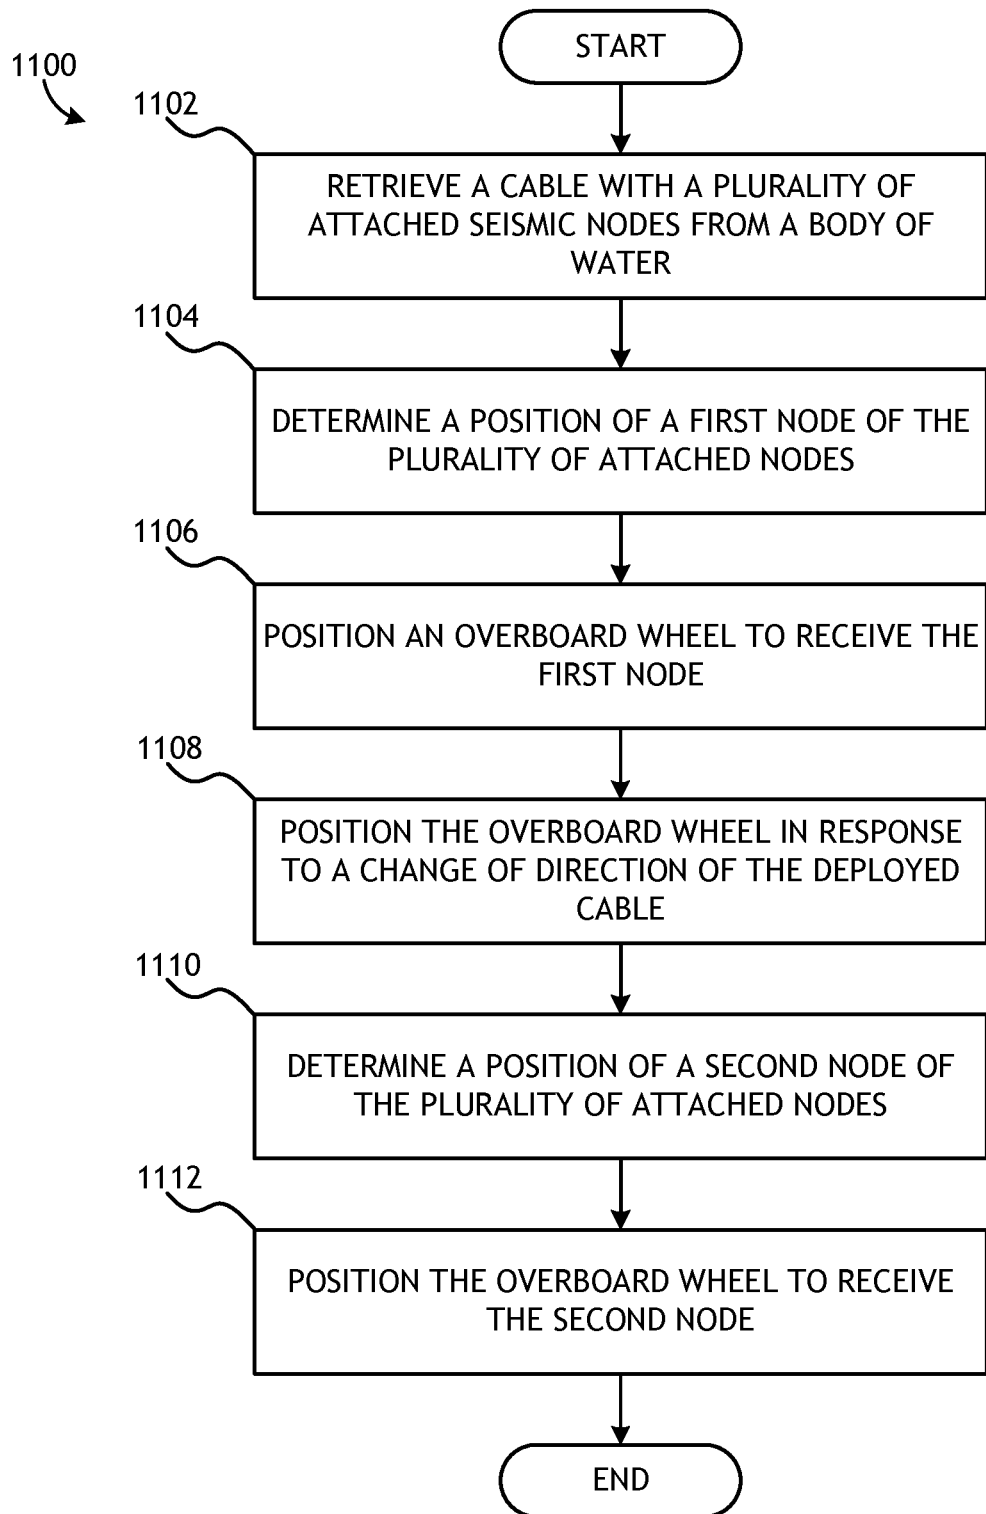 START
1100
1102
RETRIEVE A CABLE WITH A PLURALITY OF
ATTACHED SEISMIC NODES FROM A BODY OF
WATER
1104
DETERMINE A POSITION OF A FIRST NODE OF THE
PLURALITY OF ATTACHED NODES
1106
POSITION AN OVERBOARD WHEEL TO RECEIVE THE
FIRST NODE
1108
POSITION THE OVERBOARD WHEEL IN RESPONSE
TO A CHANGE OF DIRECTION OF THE DEPLOYED
CABLE
1110
DETERMINE A POSITION OF A SECOND NODE OF
THE PLURALITY OF ATTACHED NODES
1112
POSITION THE OVERBOARD WHEEL TO RECEIVE
THE SECOND NODE
END